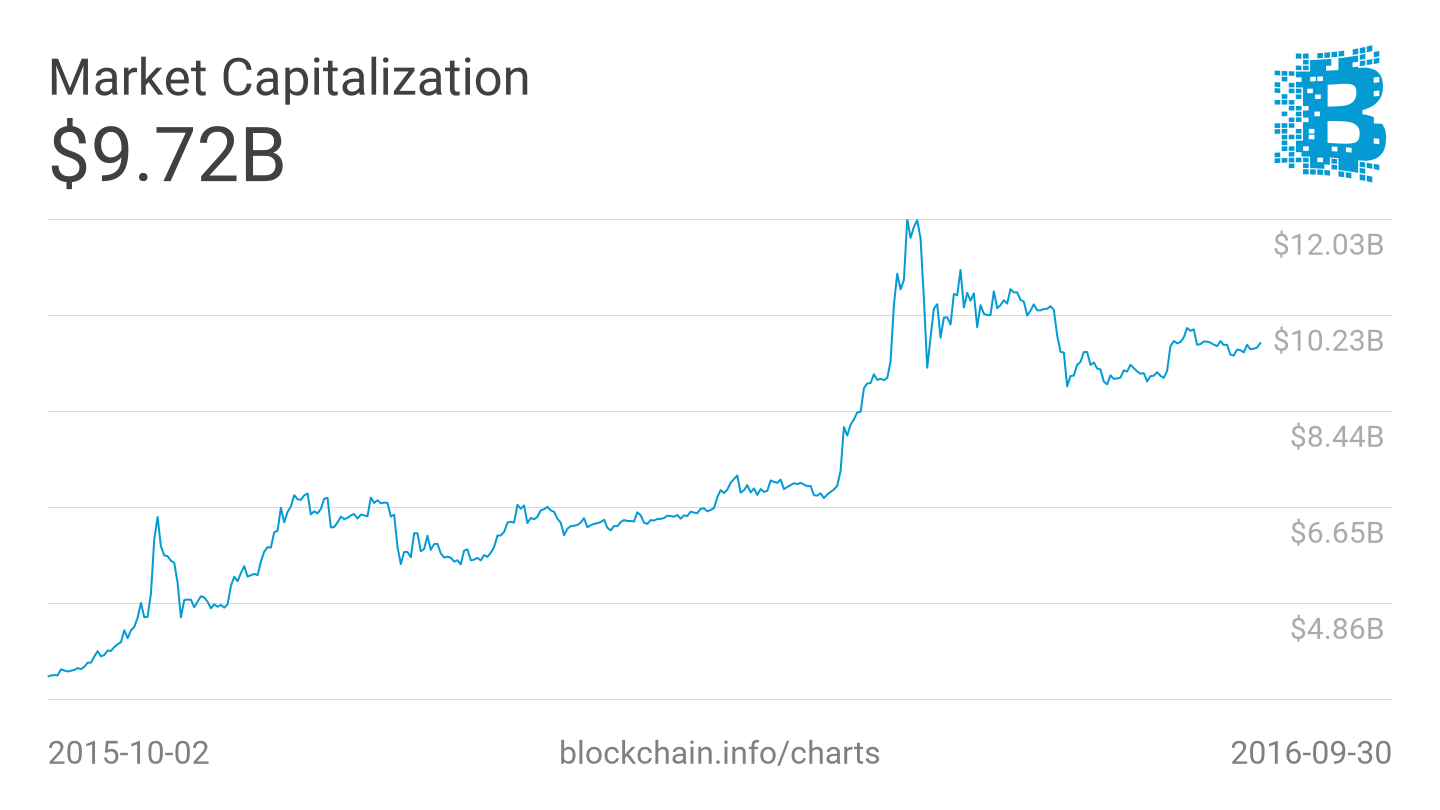 Market Capitalization
$9.72B
$12.03B
$10.23B
$8.44B
$6.65B
$4.86B
2015-10-02 blockchain.info/charts 2016-09-30